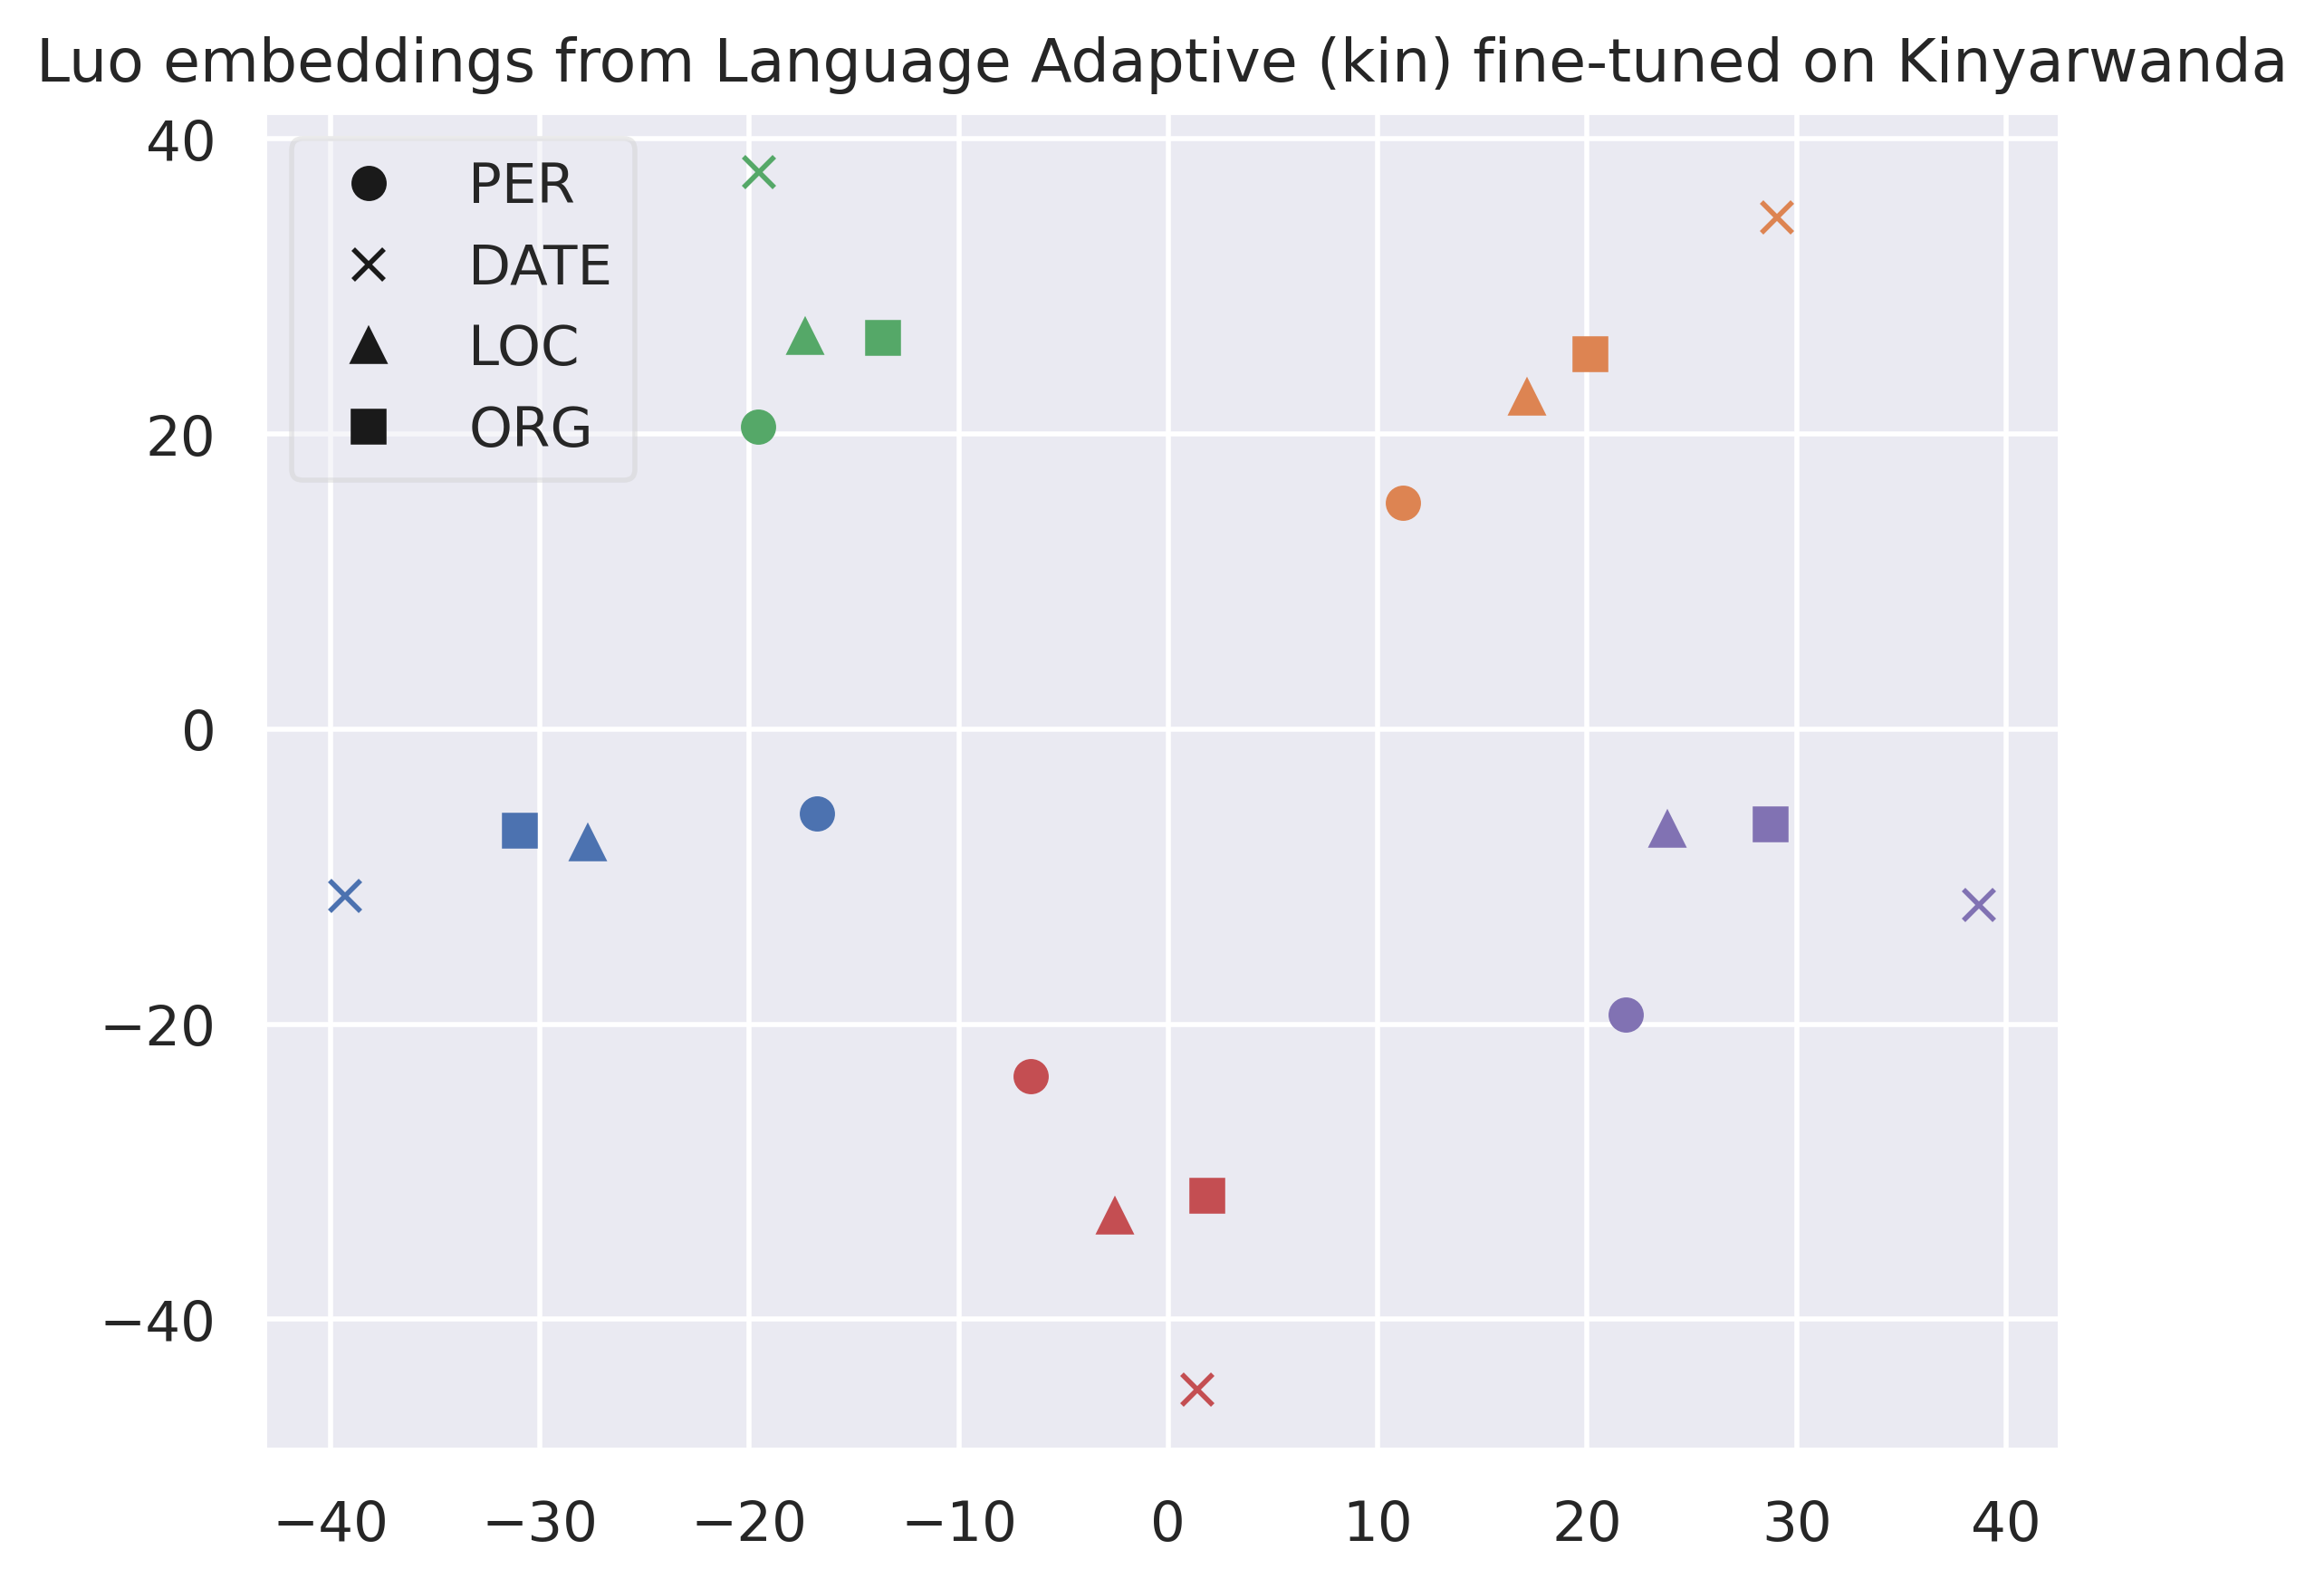 Luo embeddings from Language Adaptive (kin) fine-tuned on Kinyarwanda
PER
DATE
LOC
ORG
40
20
0
−20
−40
−40 −30 −20 −10 0 10 20 30 40